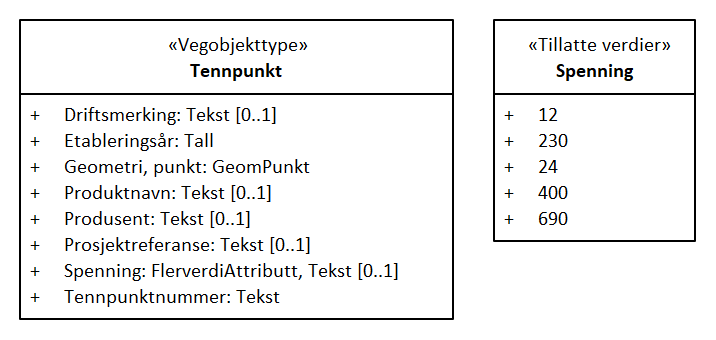 «Vegobjekttype»
Tennpunkt
+ Driftsmerking: Tekst [0..1]
+ Etableringsår: Tall
+ Geometri, punkt: GeomPunkt
+ Produktnavn: Tekst [0..1]
+ Produsent: Tekst [0..1]
+ Prosjektreferanse: Tekst [0..1]
+ Spenning: FlerverdiAttributt, Tekst [0..1]
+ Tennpunktnummer: Tekst
«Tillatte verdier»
Spenning
+ 12
+ 230
+ 24
+ 400
+ 690